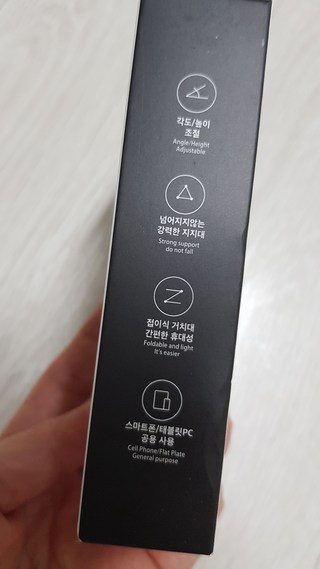 각도/높이
조절
Angle/Height
Adjustable
넘어지지않는
강력한 지지대
Strong support
do not fall
접이식 거치대
간편한 휴대성
Foldable and light
It's easier
스마트폰/태블릿PC
공용 사용
Cell Phone/Flat Plate
General purpose